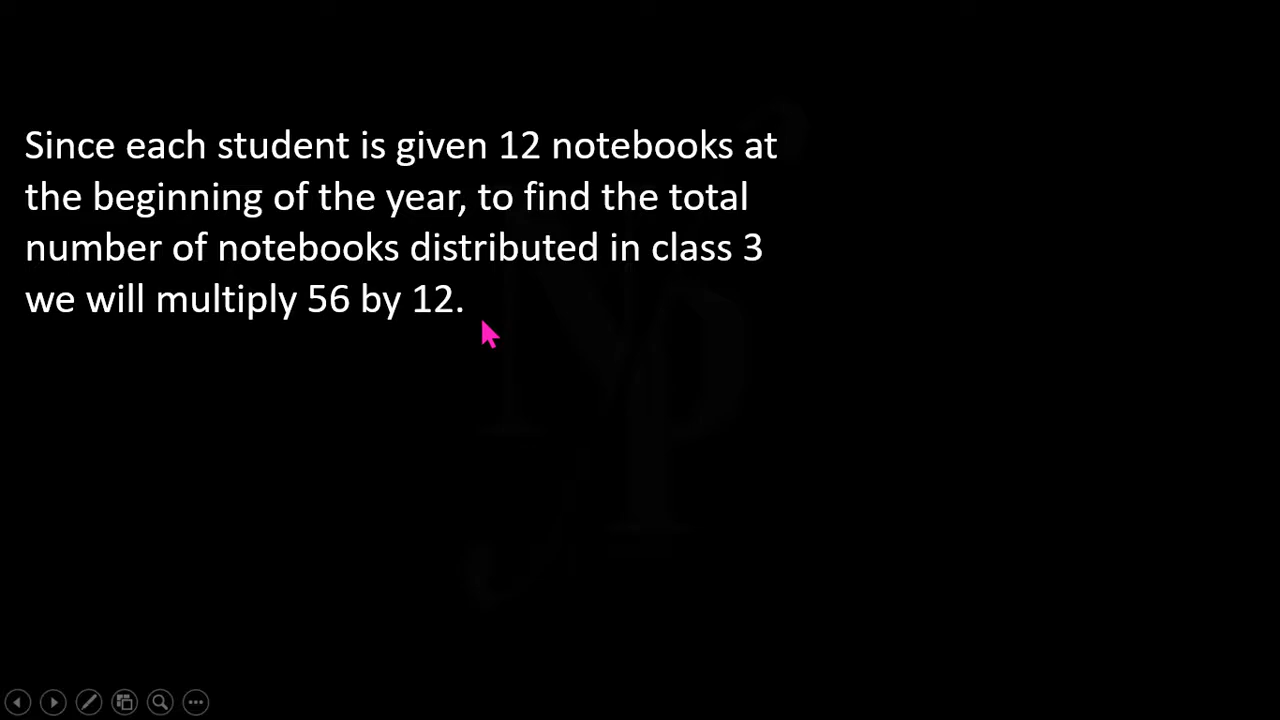 Since each student is given 12 notebooks at
the beginning of the year, to find the total
number of notebooks distributed in class 3
we will multiply 56 by 12.